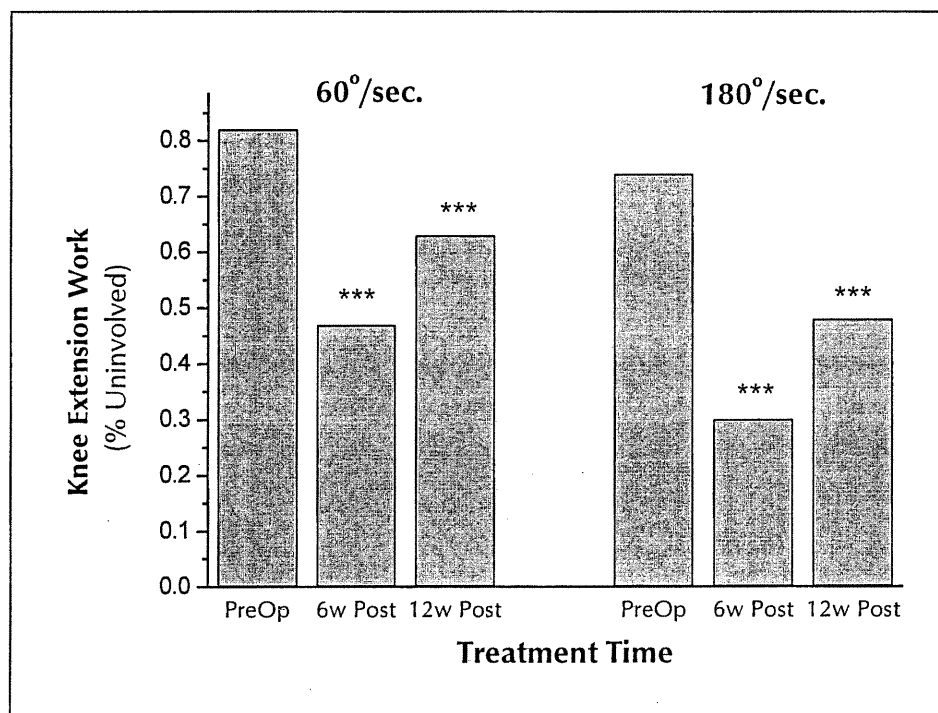 60°/sec.
180°/sec.
Knee Extension Work
(% Uninvolved)
0.8
0.7
0.6
0.5
0.4
0.3
0.2
0.1
0.0
***
***
***
***
PreOp 6w Post 12w Post
PreOp 6w Post 12w Post
Treatment Time